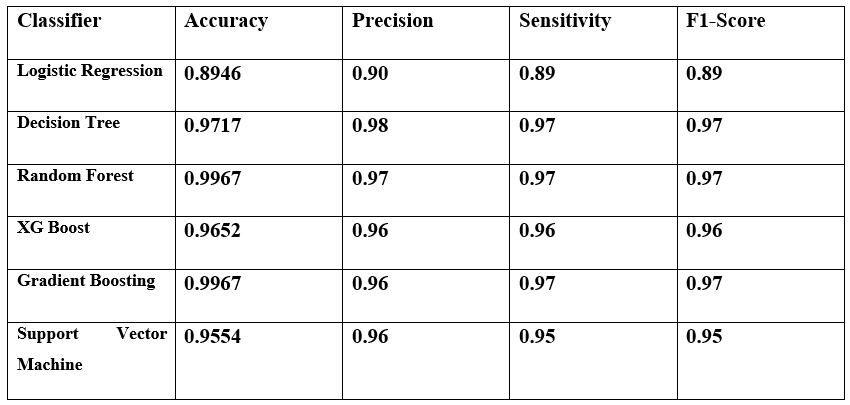 Classifier Accuracy Precision Sensitivity F1-Score
Logistic Regression 0.8946 0.90 0.89 0.89
Decision Tree 0.9717 0.98 0.97 0.97
Random Forest 0.9967 0.97 0.97 0.97
XG Boost 0.9652 0.96 0.96 0.96
Gradient Boosting 0.9967 0.96 0.97 0.97
Support Vector 0.9554 0.96 0.95 0.95
Machine